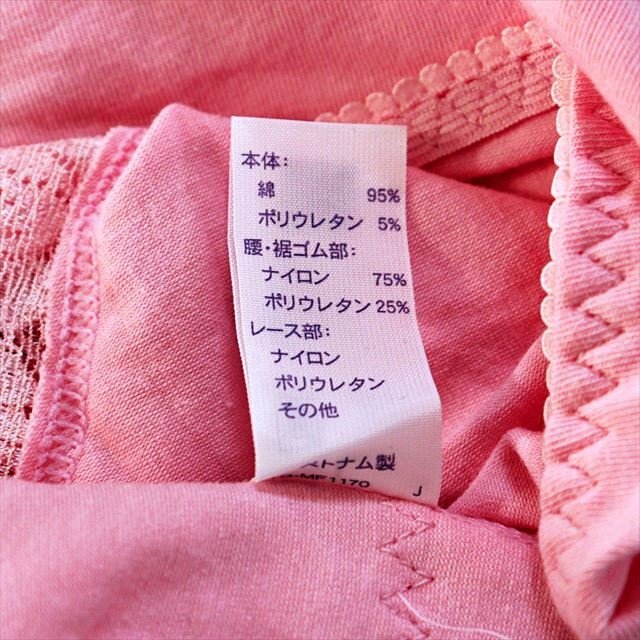 本体:
綿 95%
ポリウレタン 5%
腰・裾ゴム部:
ナイロン 75%
ポリウレタン 25%
レース部:
ナイロン
ポリウレタン
その他
トナム製
J